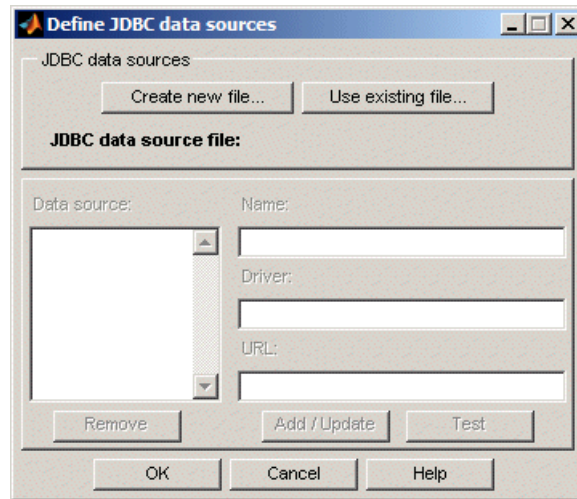 Define JDBC data sources
JDBC data sources
Create new file... Use existing file...
JDBC data source file:
Data source: Name:
Driver:
URL:
Remove Add / Update Test
OK Cancel Help